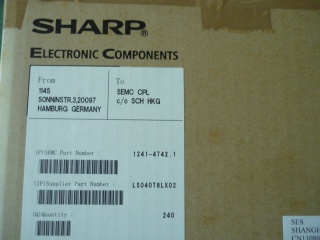 SHARP®
ELECTRONIC COMPONENTS
From
1145
SONNINSTR.3,20097
HAMBURG GERMANY
To
SEMC CPL
c/o SCH HKG
(P)SEMC Part Number :
1241-4742.1
(1P)Supplier Part Number :
LS040T8LX02
(Q)Quantity :
240
SES
SHANGH